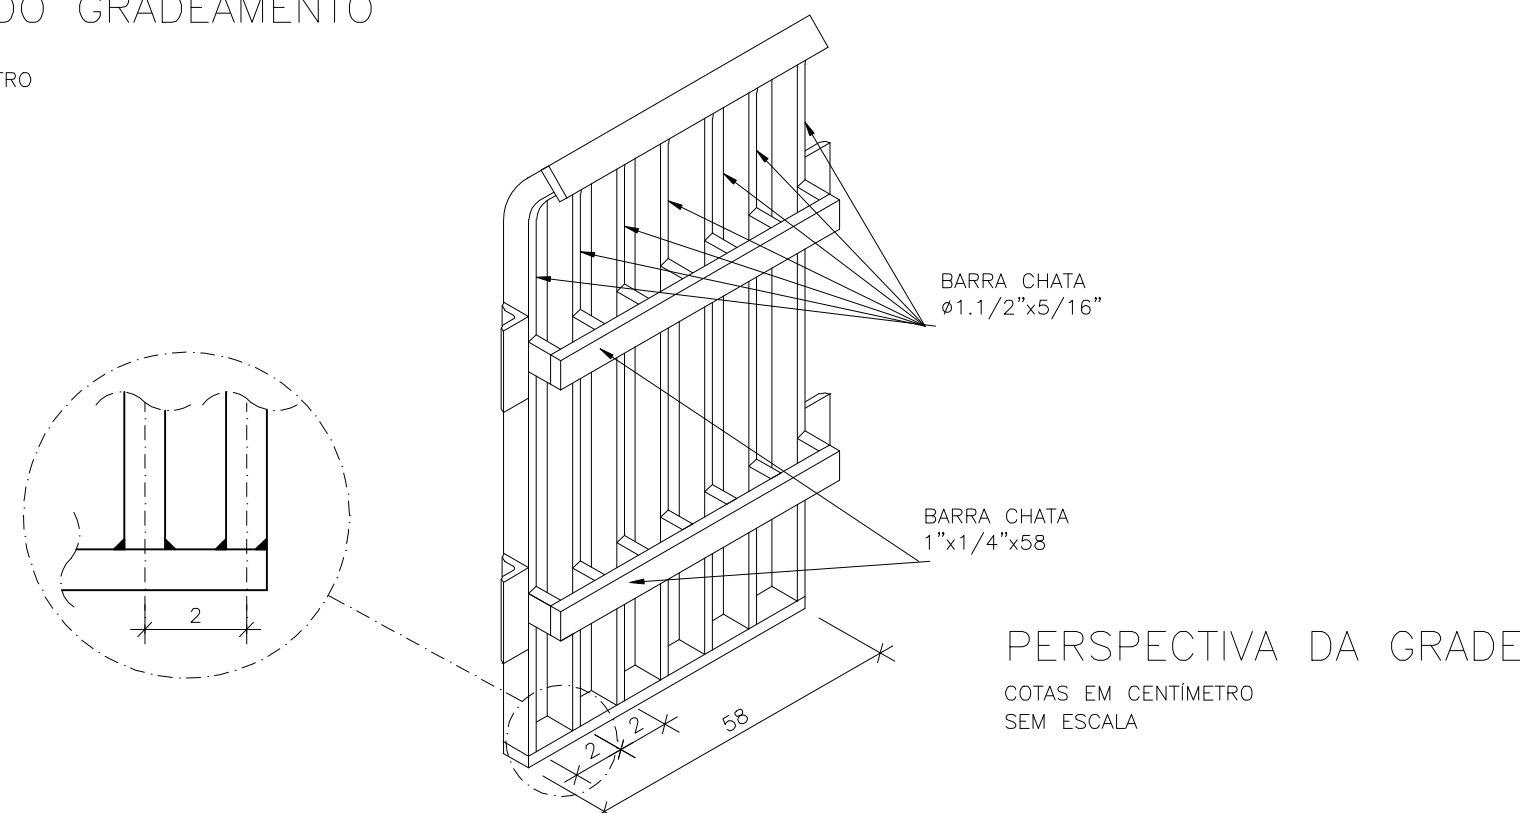 DO GRADEAMENTO
TRO
BARRA CHATA
ø1.1/2"x5/16"
BARRA CHATA
1"x1/4"x58
2
2
2
58
PERSPECTIVA DA GRADE
COTAS EM CENTÍMETRO
SEM ESCALA